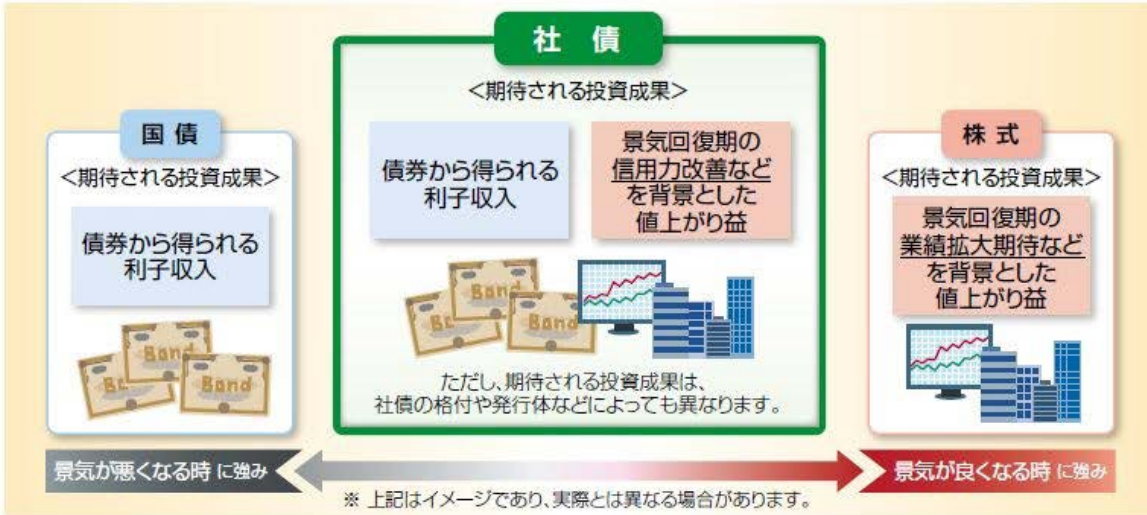 社 債
<期待される投資成果>
債券から得られる
利子収入
景気回復期の
信用力改善など
を背景とした
値上がり益
Bond
Bond
Bond
ただし、期待される投資成果は、
社債の格付や発行体などによっても異なります。
国 債
<期待される投資成果>
債券から得られる
利子収入
Bond
Bond
Bond
株 式
<期待される投資成果>
景気回復期の
業績拡大期待など
を背景とした
値上がり益
景気が悪くなる時 に強み
景気が良くなる時 に強み
※ 上記はイメージであり、実際とは異なる場合があります。